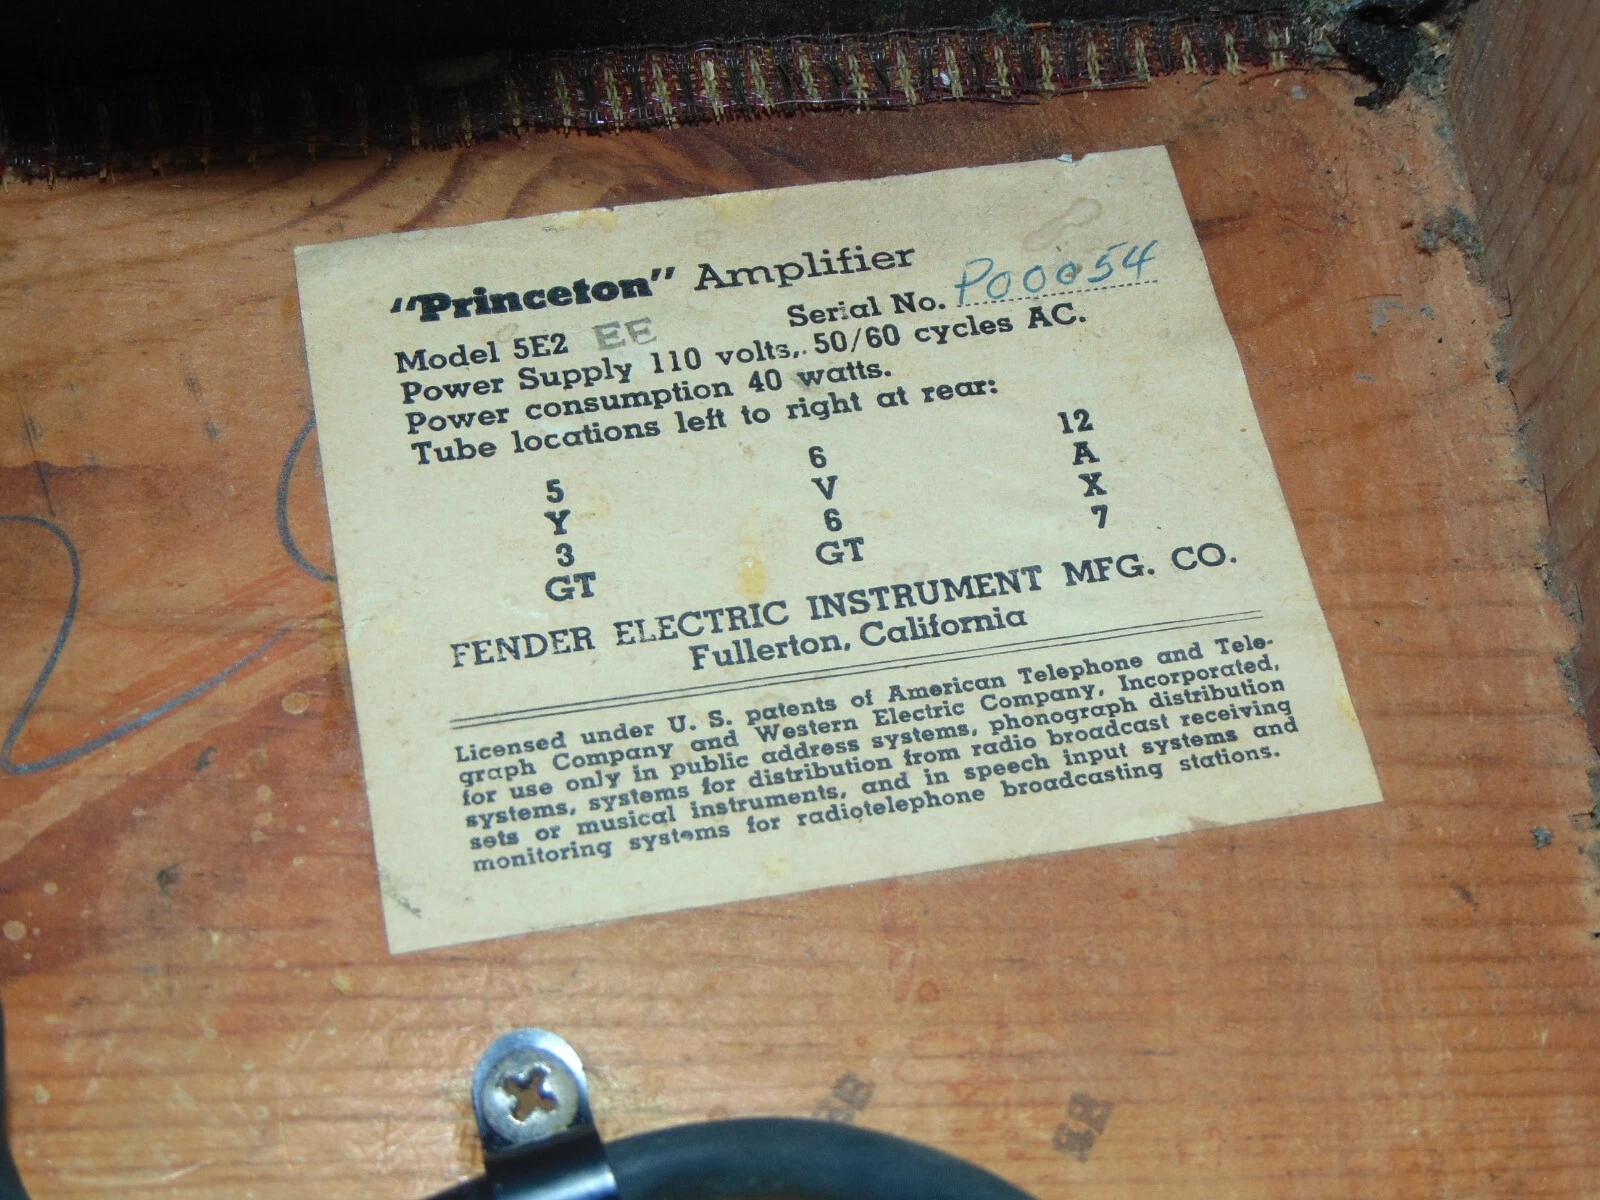 "Princeton" Amplifier
Model 5E2 EE Serial No. P00054
Power Supply 110 volts, 50/60 cycles AC.
Power consumption 40 watts.
Tube locations left to right at rear:
5 Y 3 GT
6 V 6 GT
12 A X 7
FENDER ELECTRIC INSTRUMENT MFG. CO.
Fullerton, California
Licensed under U. S. patents of American Telephone and Tele-
graph Company and Western Electric Company, Incorporated,
for use only in public address systems, phonograph distribution
systems, systems for distribution from radio broadcast receiving
sets or musical instruments, and in speech input systems and
monitoring systems for radiotelephone broadcasting stations.